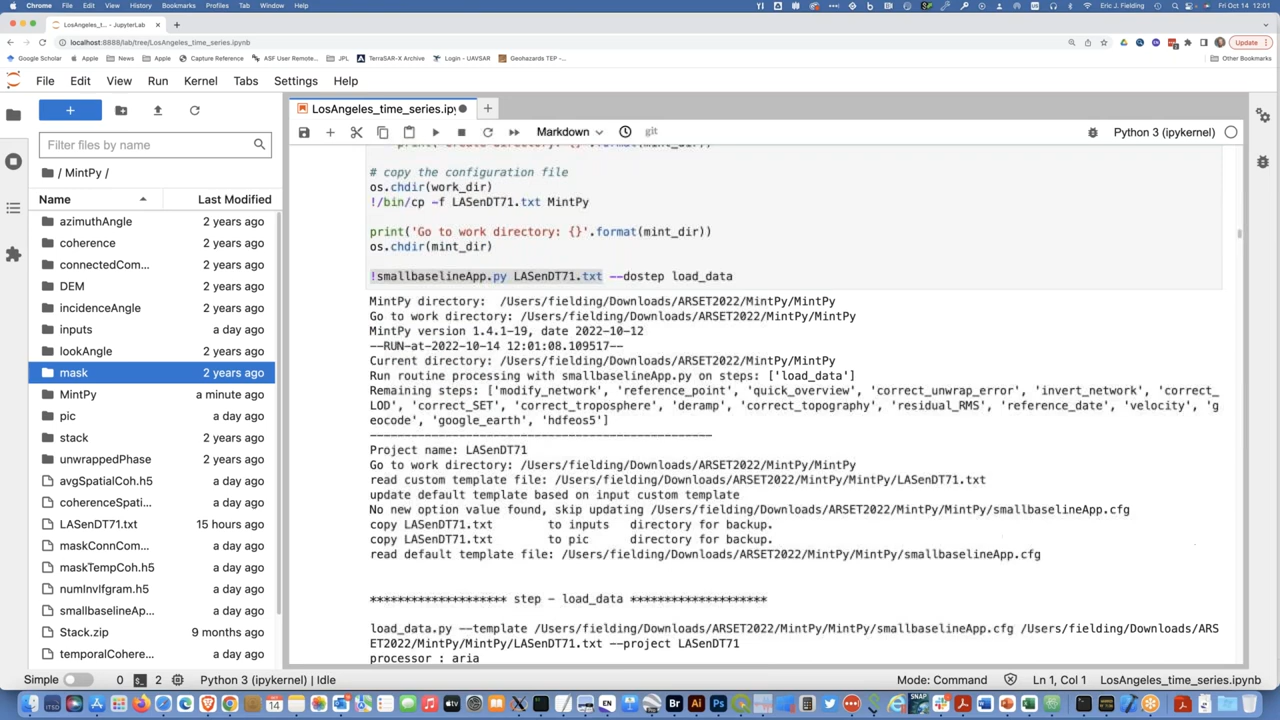 Chrome File Edit View History Bookmarks Profiles Tab Window Help Eric J. Fielding Fri Oct 14 12:01
LosAngeles_t... - JupyterLab
localhost:8888/lab/tree/LosAngeles_time_series.ipynb Update
Google Scholar Apple News Apple Capture Reference ASF User Remote... JPL TerraSAR-X Archive Login - UAVSAR Geohazards TEP -... Other Bookmarks
File Edit View Run Kernel Tabs Settings Help
+
LosAngeles_time_series.ipy
Filter files by name
Markdown git Python 3 (ipykernel)
/ MintPy /
Name Last Modified
azimuthAngle 2 years ago
coherence 2 years ago
connectedCom... 2 years ago
DEM 2 years ago
incidenceAngle 2 years ago
inputs a day ago
lookAngle 2 years ago
mask 2 years ago
MintPy a minute ago
pic a day ago
stack 2 years ago
unwrappedPhase 2 years ago
avgSpatialCoh.h5 a day ago
coherenceSpati... a day ago
LASenDT71.txt 15 hours ago
maskConnCom... a day ago
maskTempCoh.h5 a day ago
numInvIfgram.h5 a day ago
smallbaselineAp... a day ago
Stack.zip 9 months ago
temporalCohere... a day ago
print('Create directory: {}'.format(mint_dir))
# copy the configuration file
os.chdir(work_dir)
!/bin/cp -f LASenDT71.txt MintPy
print('Go to work directory: {}'.format(mint_dir))
os.chdir(mint_dir)
!smallbaselineApp.py LASenDT71.txt --dostep load_data
MintPy directory: /Users/fielding/Downloads/ARSET2022/MintPy/MintPy
Go to work directory: /Users/fielding/Downloads/ARSET2022/MintPy/MintPy
MintPy version 1.4.1-19, date 2022-10-12
--RUN-at-2022-10-14 12:01:08.109517--
Current directory: /Users/fielding/Downloads/ARSET2022/MintPy/MintPy
Run routine processing with smallbaselineApp.py on steps: ['load_data']
Remaining steps: ['modify_network', 'reference_point', 'quick_overview', 'correct_unwrap_error', 'invert_network', 'correct_
LOD', 'correct_SET', 'correct_troposphere', 'deramp', 'correct_topography', 'residual_RMS', 'reference_date', 'velocity', 'g
eocode', 'google_earth', 'hdfeos5']
--------------------------------------------------
Project name: LASenDT71
Go to work directory: /Users/fielding/Downloads/ARSET2022/MintPy/MintPy
read custom template file: /Users/fielding/Downloads/ARSET2022/MintPy/MintPy/LASenDT71.txt
update default template based on input custom template
No new option value found, skip updating /Users/fielding/Downloads/ARSET2022/MintPy/MintPy/smallbaselineApp.cfg
copy LASenDT71.txt to inputs directory for backup.
copy LASenDT71.txt to pic directory for backup.
read default template file: /Users/fielding/Downloads/ARSET2022/MintPy/MintPy/smallbaselineApp.cfg
******************** step - load_data ********************
load_data.py --template /Users/fielding/Downloads/ARSET2022/MintPy/MintPy/smallbaselineApp.cfg /Users/fielding/Downloads/ARS
ET2022/MintPy/MintPy/LASenDT71.txt --project LASenDT71
processor : aria
Simple 0 2 Python 3 (ipykernel) | Idle Mode: Command Ln 1, Col 1 LosAngeles_time_series.ipynb